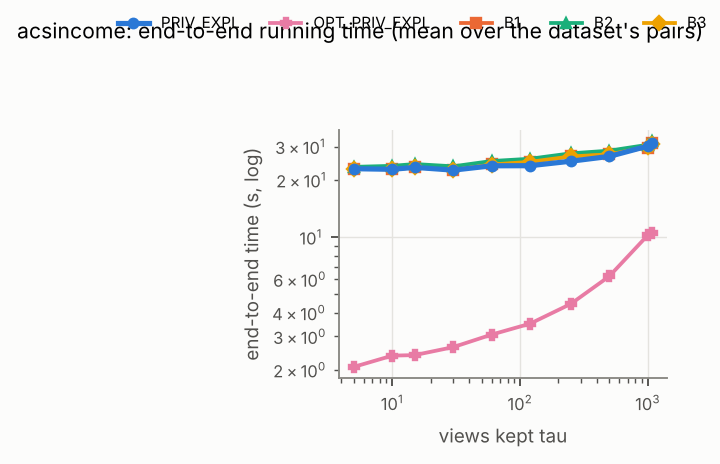 PRIV_EXPL OPT_PRIV_EXPL B1 B2 B3
acsincome: end-to-end running time (mean over the dataset's pairs)
end-to-end time (s, log)
3 × 10¹
2 × 10¹
10¹
6 × 10⁰
4 × 10⁰
3 × 10⁰
2 × 10⁰
10¹ 10² 10³
views kept tau